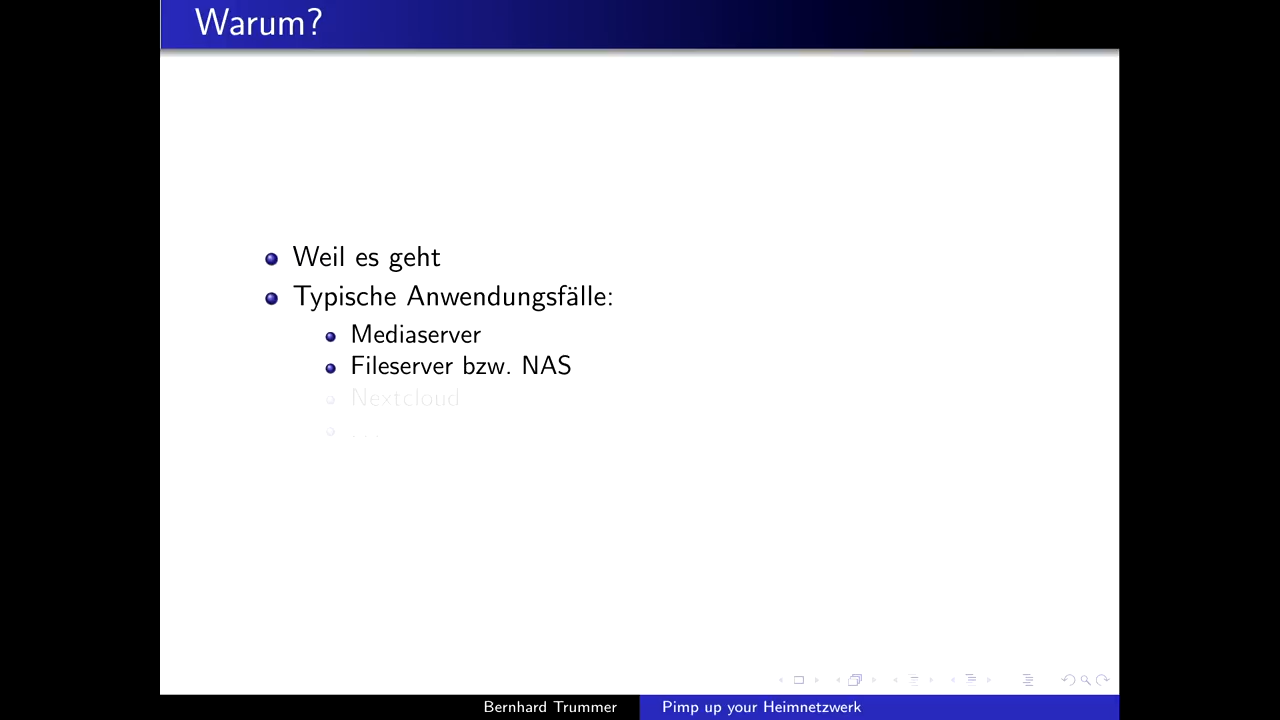 Warum?
Weil es geht
Typische Anwendungsfälle:
Mediaserver
Fileserver bzw. NAS
Nextcloud
...
Bernhard Trummer
Pimp up your Heimnetzwerk